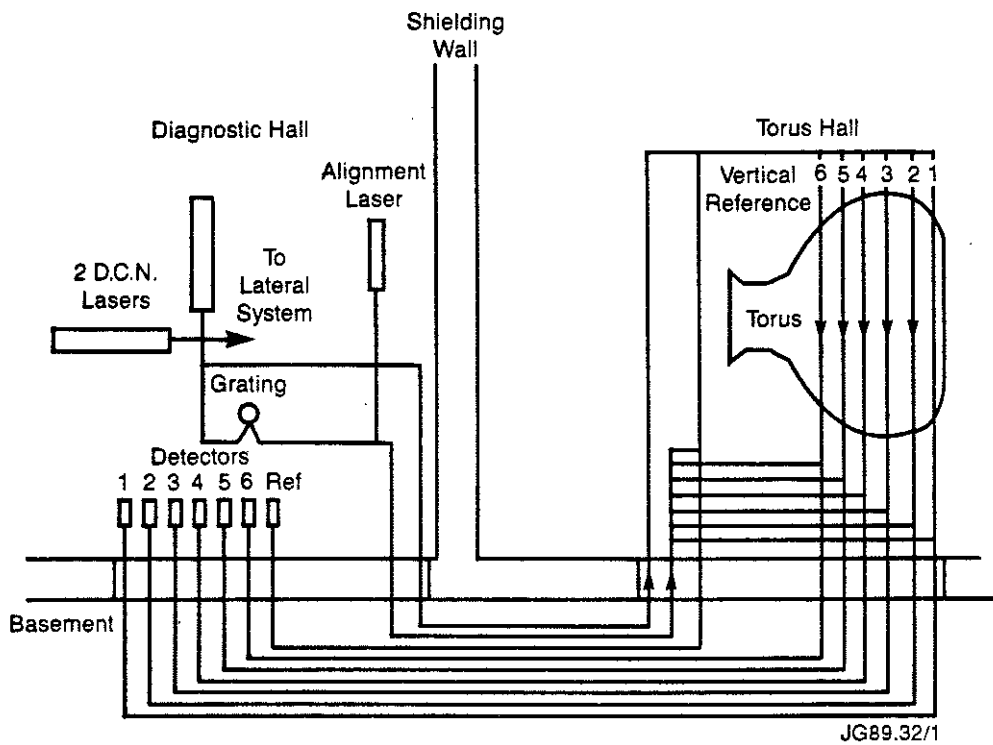 Shielding
Wall
Diagnostic Hall
Torus Hall
Alignment
Laser
Vertical
Reference
6 5 4 3 2 1
2 D.C.N.
Lasers
To
Lateral
System
Torus
Grating
Detectors
1 2 3 4 5 6 Ref
Basement
JG89.32/1